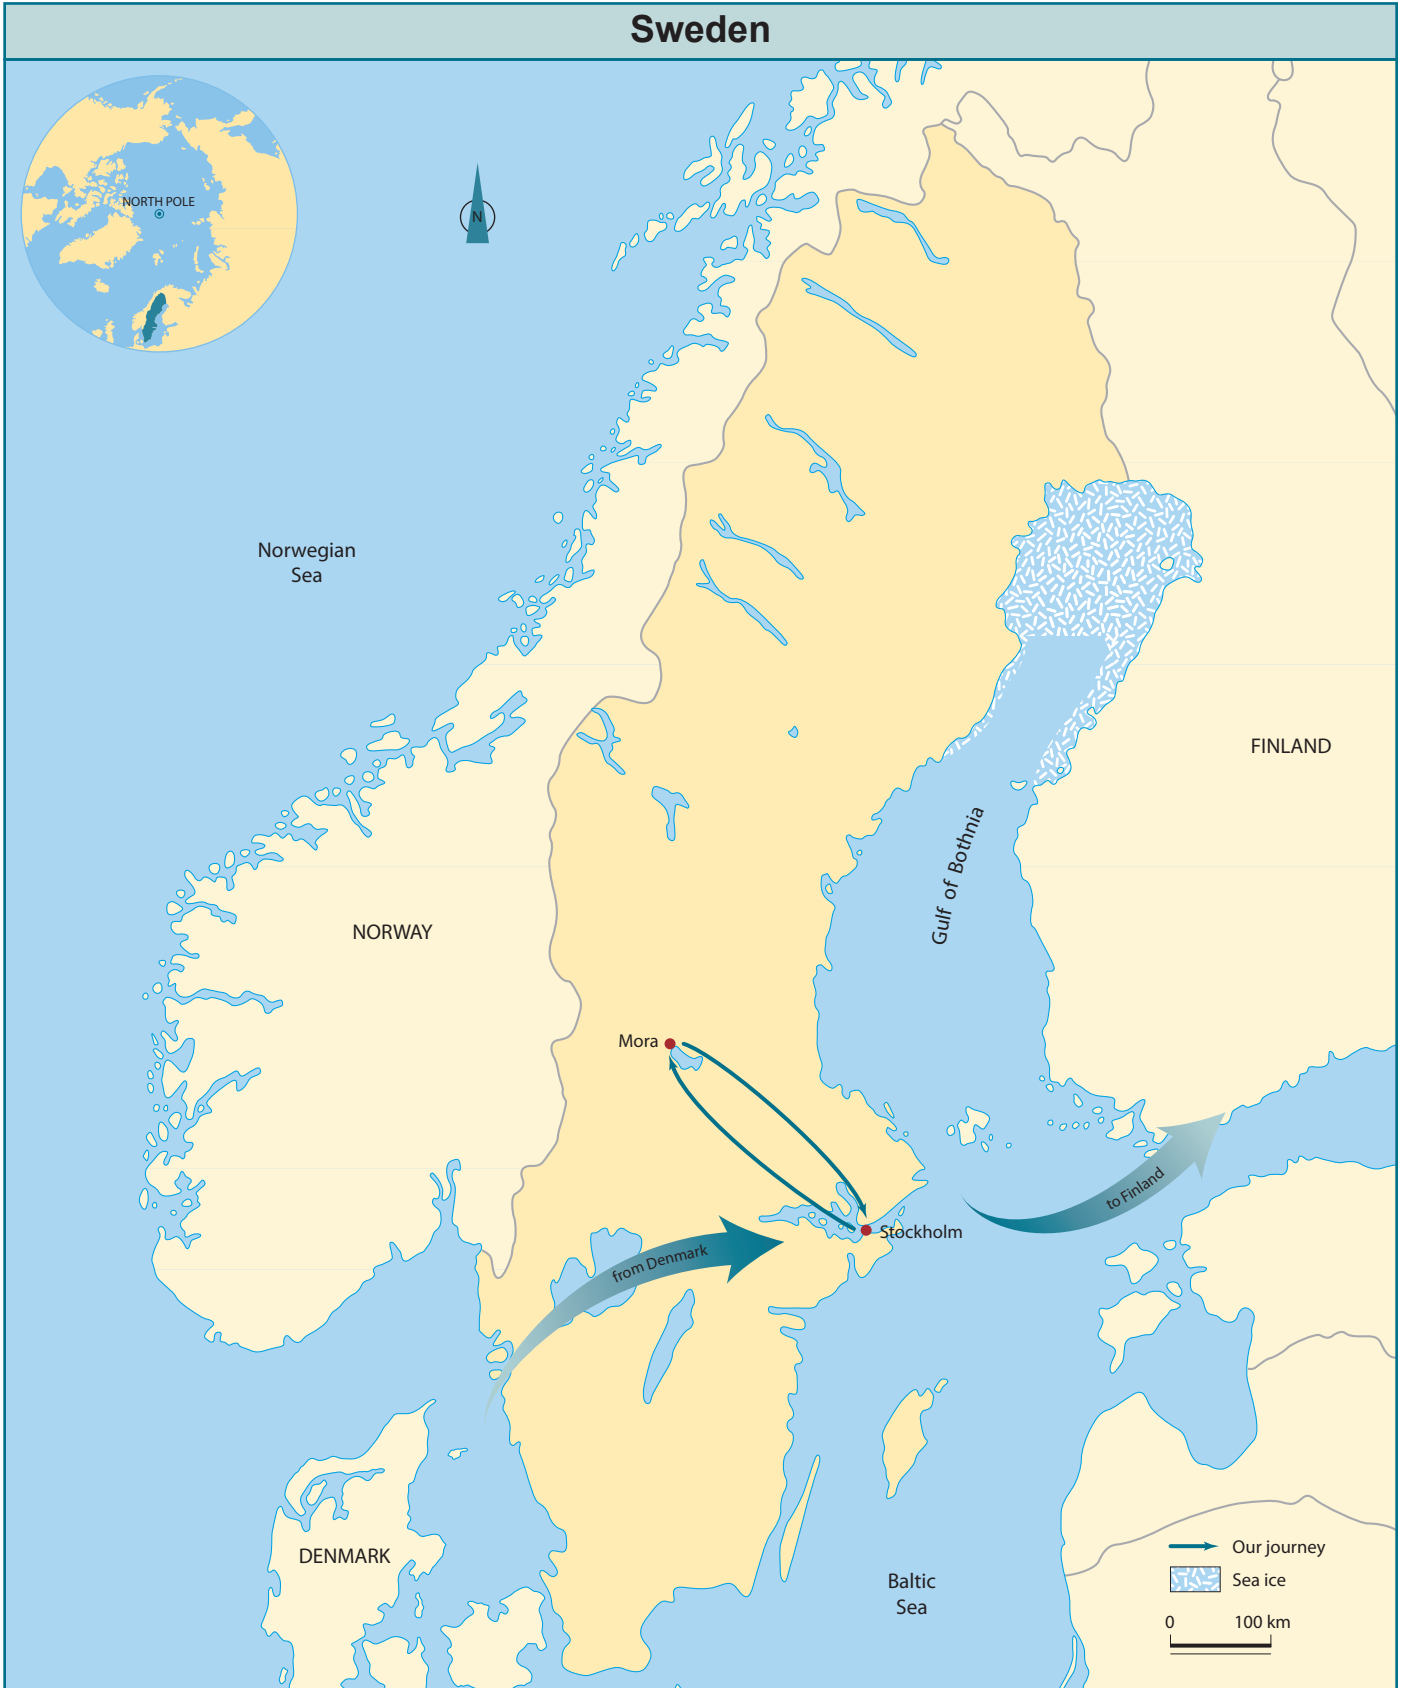 Sweden
NORTH POLE
N
Norwegian
Sea
FINLAND
Gulf of Bothnia
NORWAY
Mora
to Finland
Stockholm
from Denmark
DENMARK
Baltic
Sea
Our journey
Sea ice
0 100 km